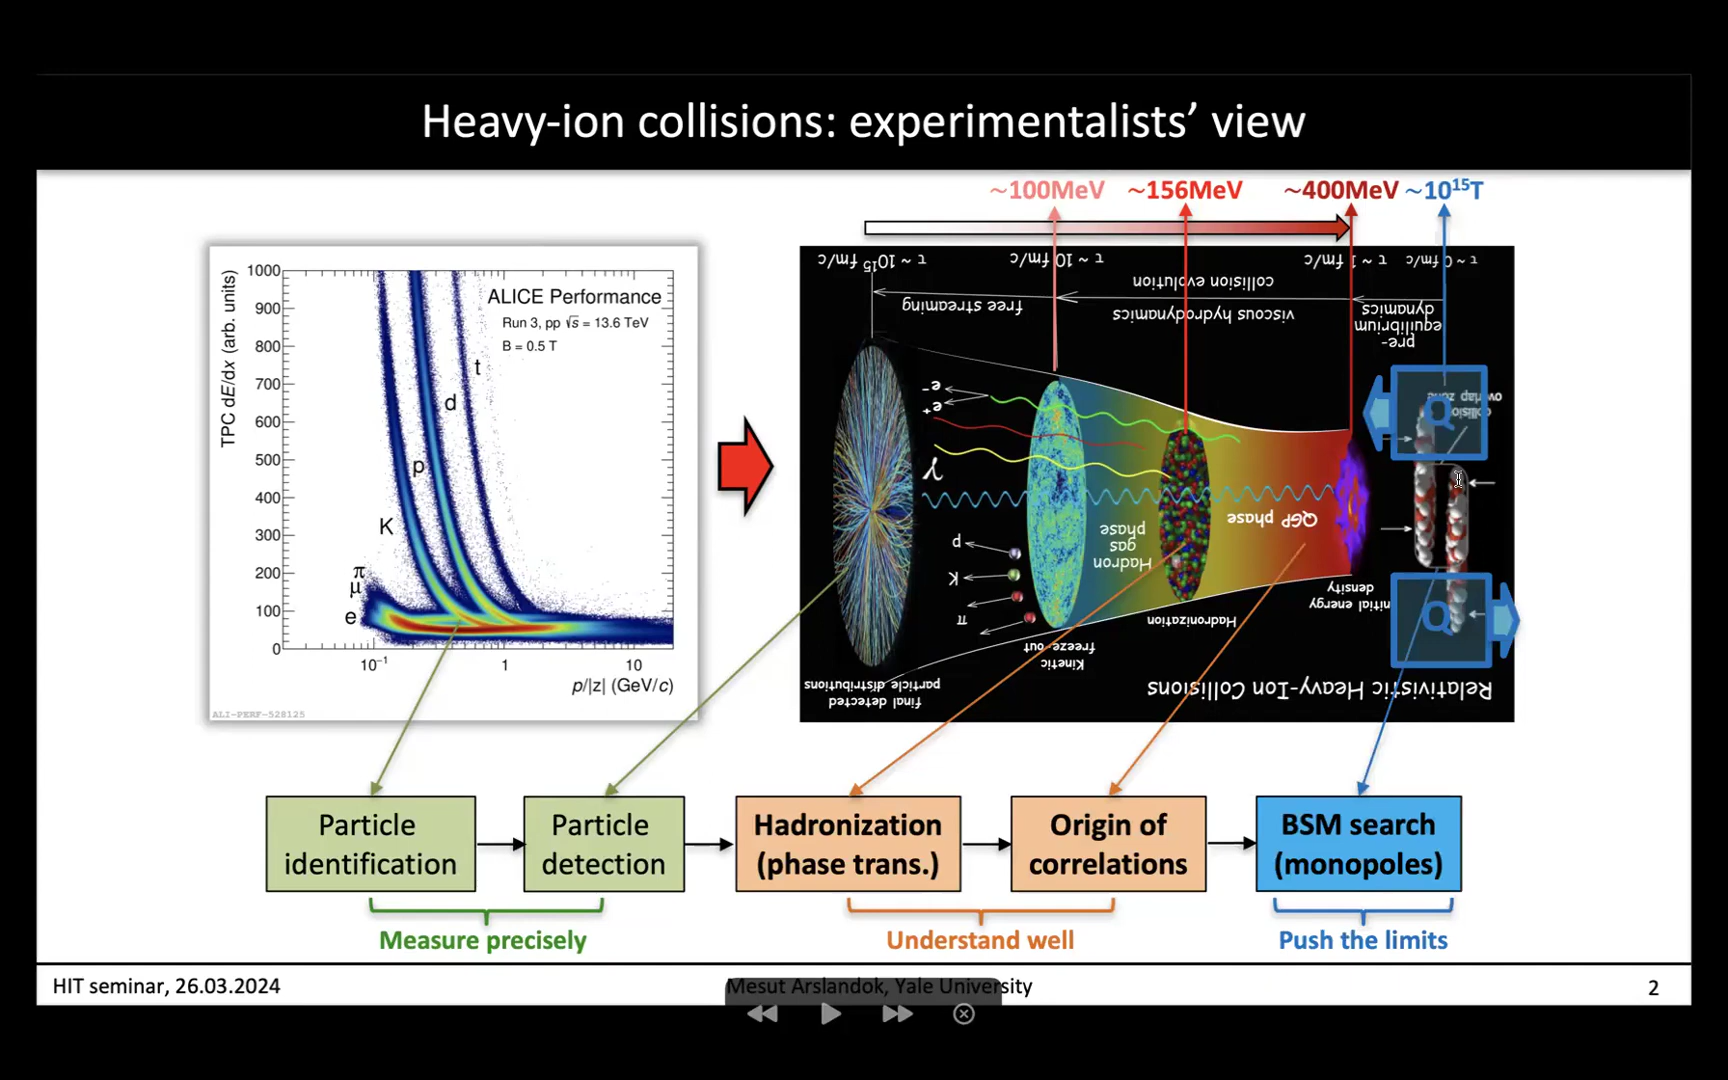 Heavy-ion collisions: experimentalists’ view
~100MeV ~156MeV ~400MeV ~10¹⁵T
TPC dE/dx (arb. units)
1000
900
800
700
600
500
400
300
200
100
0
ALICE Performance
Run 3, pp √s = 13.6 TeV
B = 0.5 T
t
d
p
K
π
μ
e
10⁻¹ 1 10
p/|z| (GeV/c)
ALI-PERF-528125
Relativistic Heavy-Ion Collisions
initial energy
density
Hadronization
Kinetic
freeze-out
final detected
particle distributions
π
K
p
Hadron
gas
phase
QGP phase
γ
e⁺
e⁻
collision
overlap zone
Q
Q
pre-
equilibrium
dynamics
viscous hydrodynamics
free streaming
collision evolution
τ ~ 0 fm/c
τ ~ 1 fm/c
τ ~ 10 fm/c
τ ~ 10¹⁵ fm/c
Particle
identification
Particle
detection
Hadronization
(phase trans.)
Origin of
correlations
BSM search
(monopoles)
Measure precisely
Understand well
Push the limits
HIT seminar, 26.03.2024
Mesut Arslandok, Yale University
2